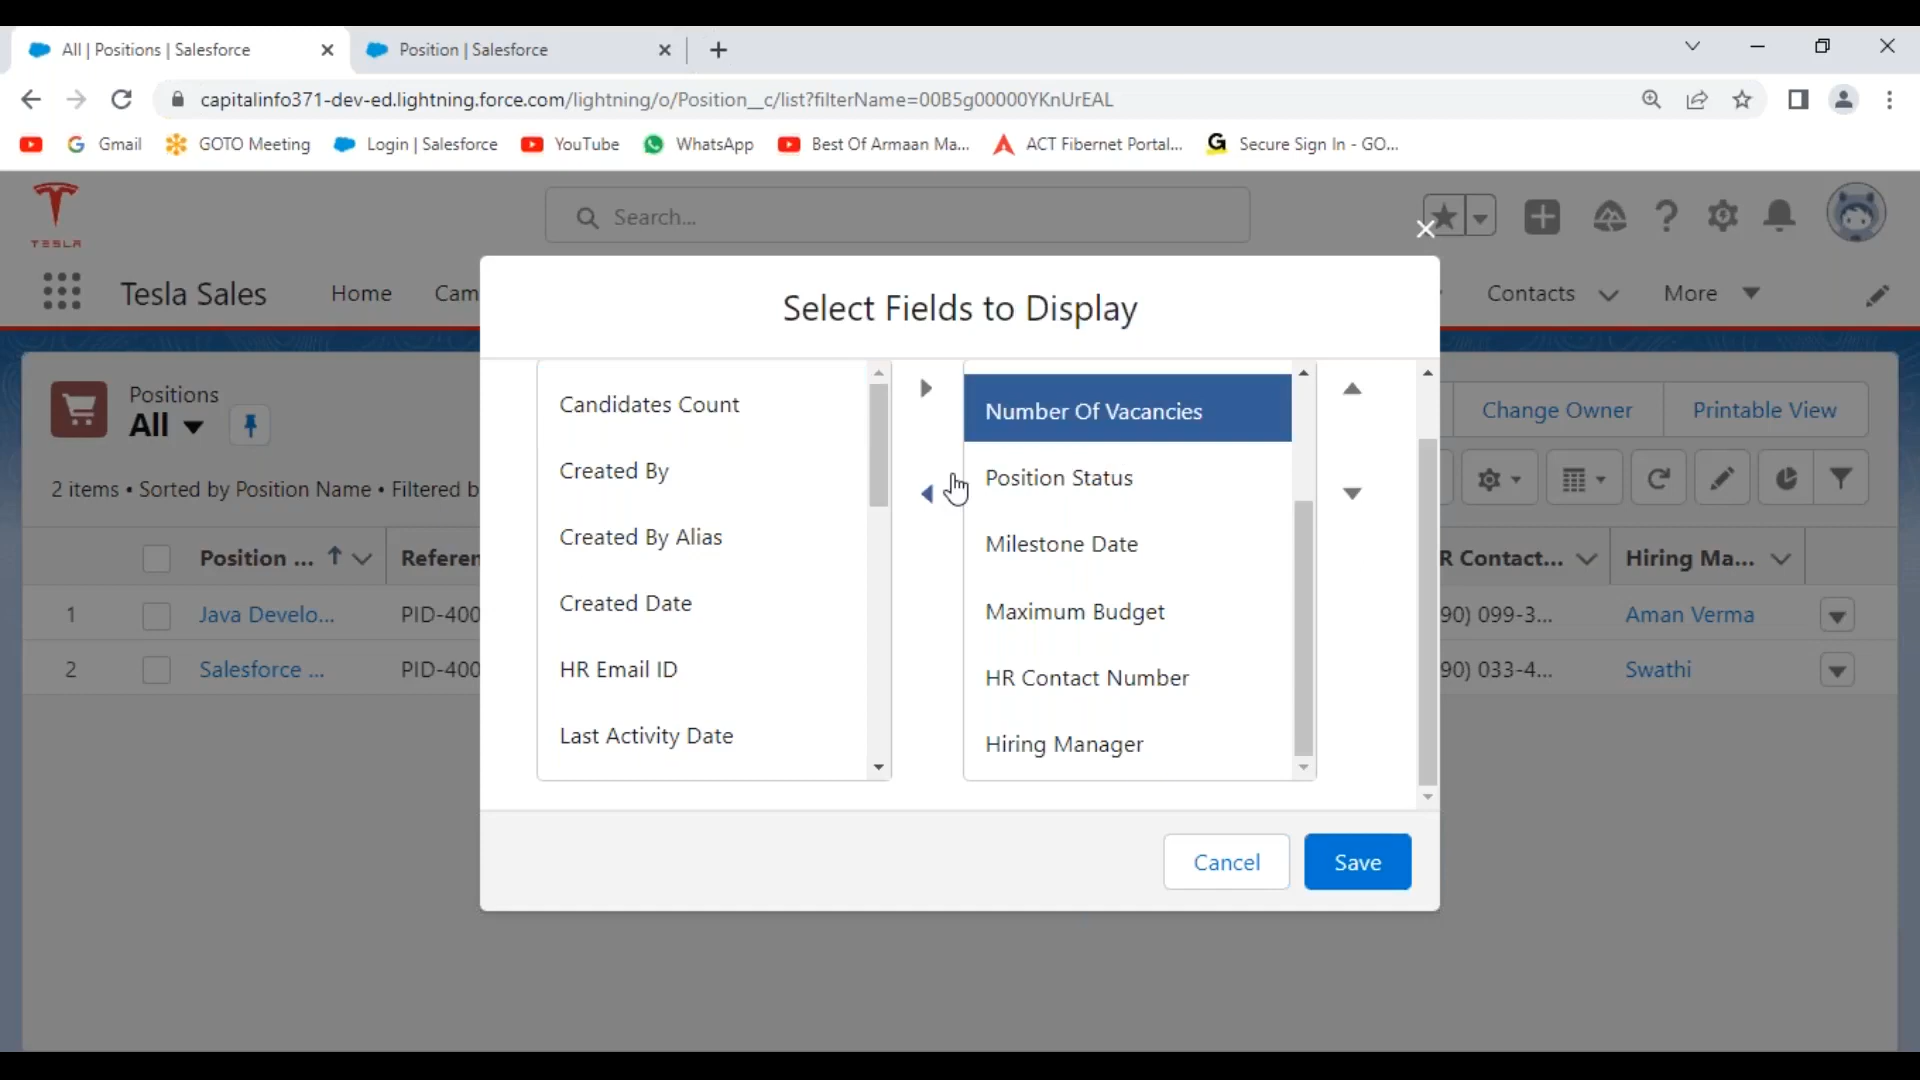 All | Positions | Salesforce
Position | Salesforce
capitalinfo371-dev-ed.lightning.force.com/lightning/o/Position__c/list?filterName=00B5g00000YKnUrEAL
Gmail
GOTO Meeting
Login | Salesforce
YouTube
WhatsApp
Best Of Armaan Ma...
ACT Fibernet Portal...
Secure Sign In - GO...
TESLA
Search...
Tesla Sales
Home
Cam
Contacts
More
Select Fields to Display
Positions
All
Change Owner
Printable View
2 items • Sorted by Position Name • Filtered b
Position ...
Referen
R Contact...
Hiring Ma...
1
Java Develo...
PID-400
90) 099-3...
Aman Verma
2
Salesforce ...
PID-400
90) 033-4...
Swathi
Candidates Count
Created By
Created By Alias
Created Date
HR Email ID
Last Activity Date
Number Of Vacancies
Position Status
Milestone Date
Maximum Budget
HR Contact Number
Hiring Manager
Cancel
Save